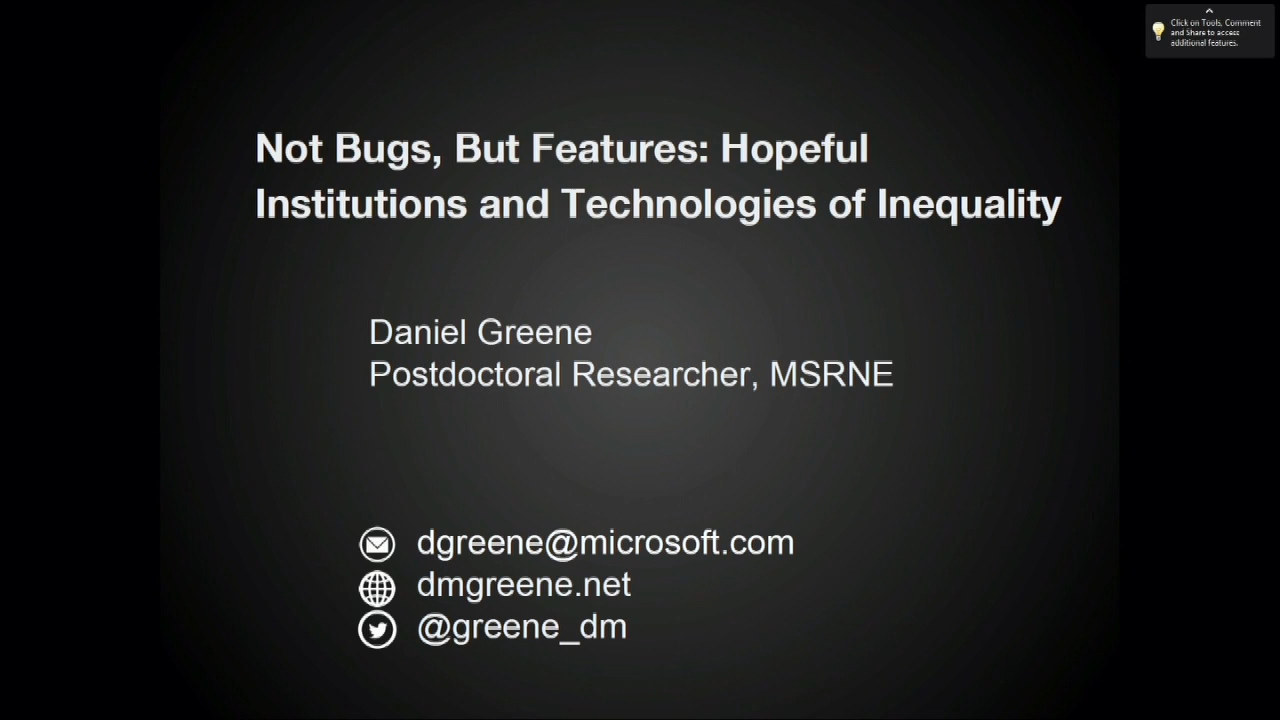 Click on Tools, Comment
and Share to access
additional features.
Not Bugs, But Features: Hopeful
Institutions and Technologies of Inequality
Daniel Greene
Postdoctoral Researcher, MSRNE
dgreene@microsoft.com
dmgreene.net
@greene_dm